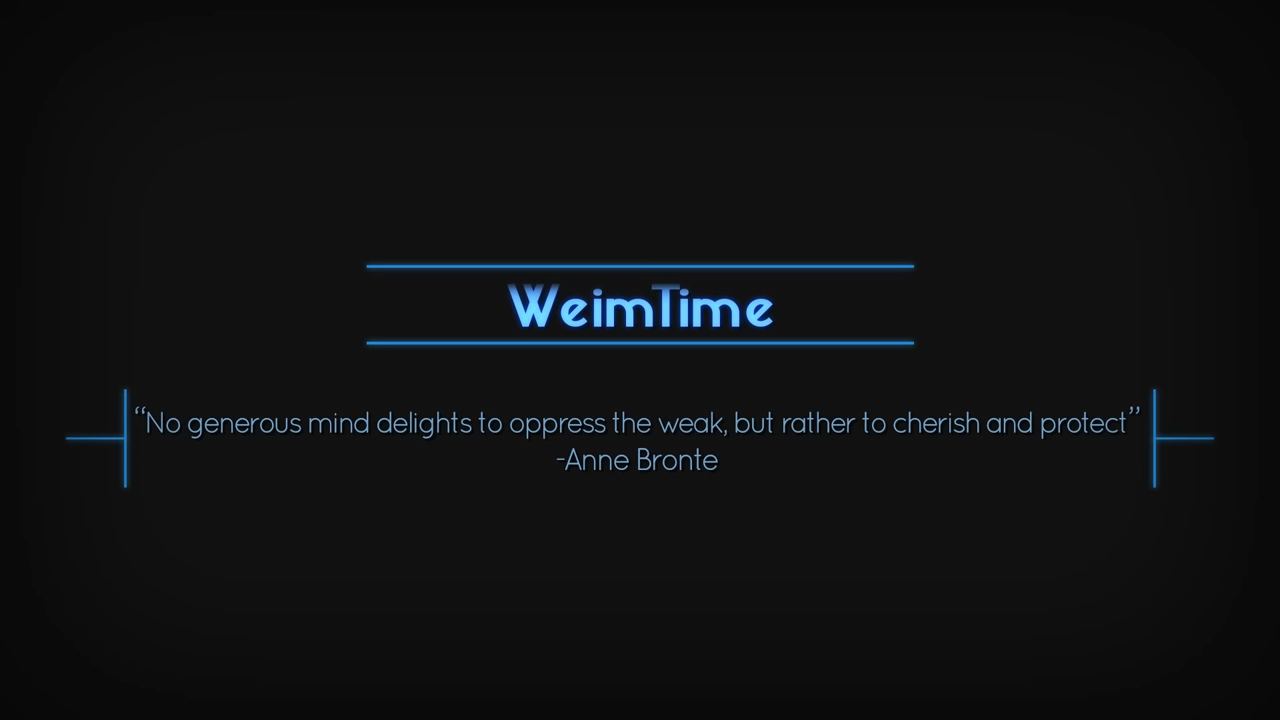 WeimTime
“No generous mind delights to oppress the weak, but rather to cherish and protect”
-Anne Bronte